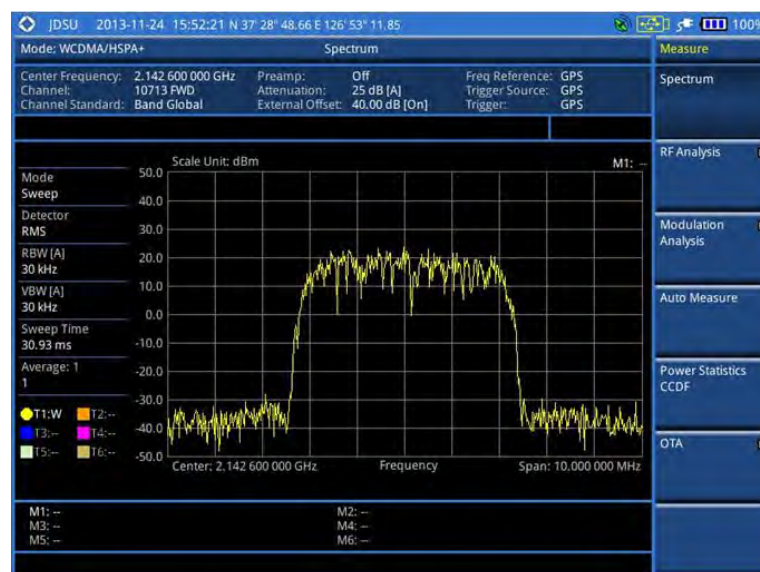 JDSU 2013-11-24 15:52:21 N 37' 28" 48.66 E 126' 53" 11.85 100%
Mode: WCDMA/HSPA+ Spectrum
Measure
Center Frequency: 2.142 600 000 GHz Preamp: Off Freq Reference: GPS
Channel: 10713 FWD Attenuation: 25 dB [A] Trigger Source: GPS
Channel Standard: Band Global External Offset: 40.00 dB [On] Trigger: GPS
Scale Unit: dBm M1: --
50.0
40.0
30.0
20.0
10.0
0.0
-10.0
-20.0
-30.0
-40.0
-50.0
Center: 2.142 600 000 GHz Frequency Span: 10.000 000 MHz
Mode
Sweep
Detector
RMS
RBW [A]
30 kHz
VBW [A]
30 kHz
Sweep Time
30.93 ms
Average: 1
1
T1:W T2:--
T3:-- T4:--
T5:-- T6:--
M1: -- M2: --
M3: -- M4: --
M5: -- M6: --
Spectrum
RF Analysis
Modulation
Analysis
Auto Measure
Power Statistics
CCDF
OTA